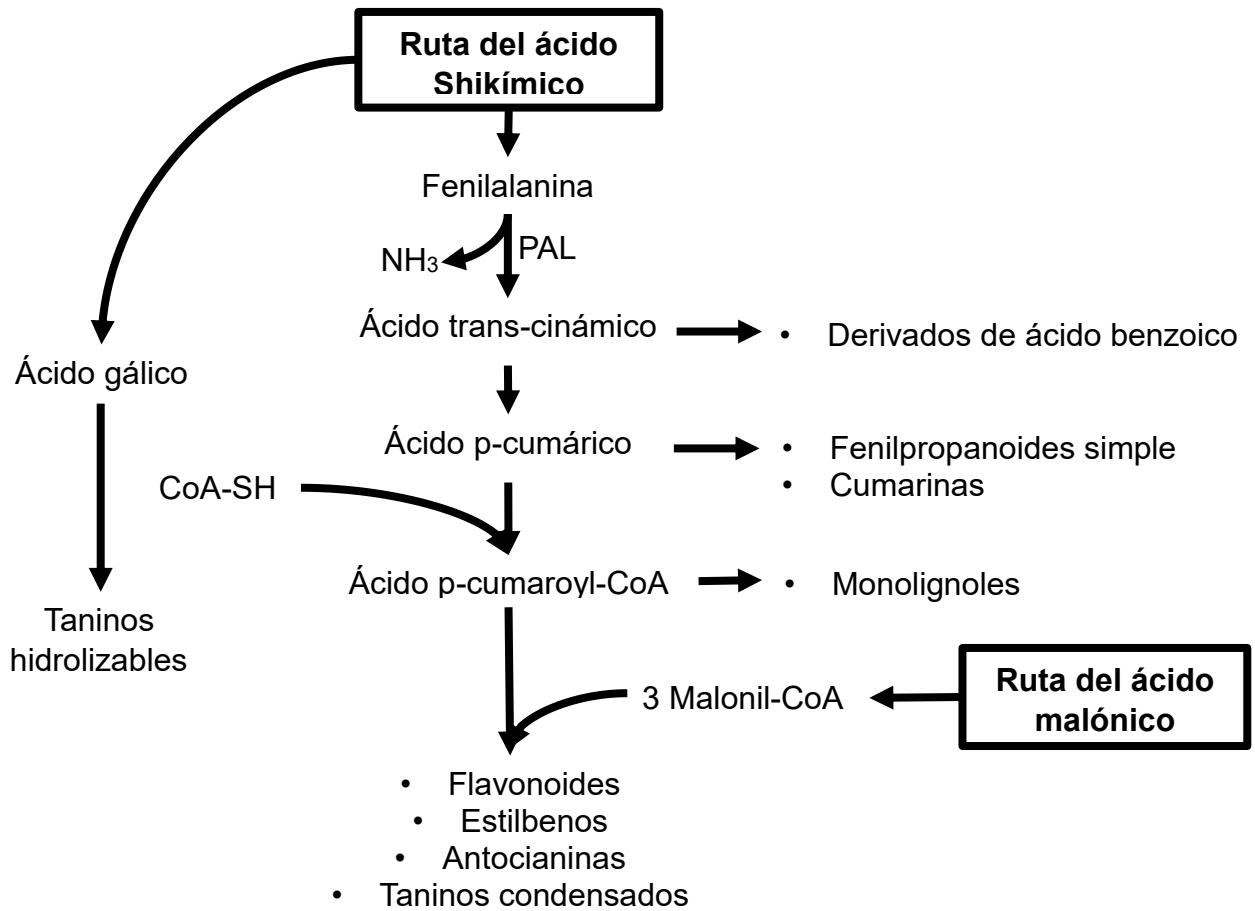 Ruta del ácido
Shikímico
Fenilalanina
NH₃
PAL
Ácido trans-cinámico
• Derivados de ácido benzoico
Ácido gálico
Ácido p-cumárico
• Fenilpropanoides simple
• Cumarinas
CoA-SH
Ácido p-cumaroyl-CoA
• Monolignoles
Taninos
hidrolizables
3 Malonil-CoA
Ruta del ácido
malónico
• Flavonoides
• Estilbenos
• Antocianinas
• Taninos condensados